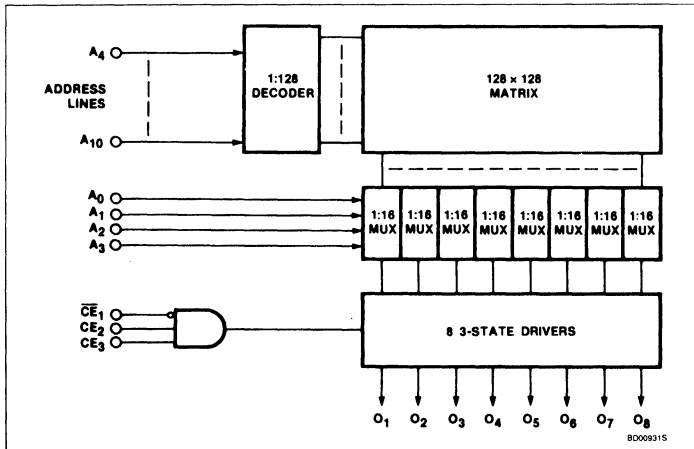 A4
ADDRESS
LINES
A10
1:128
DECODER
128 × 128
MATRIX
A0
A1
A2
A3
1:16
MUX
1:16
MUX
1:16
MUX
1:16
MUX
1:16
MUX
1:16
MUX
1:16
MUX
1:16
MUX
C̅E̅1
CE2
CE3
8 3-STATE DRIVERS
O1 O2 O3 O4 O5 O6 O7 O8
BD00931S